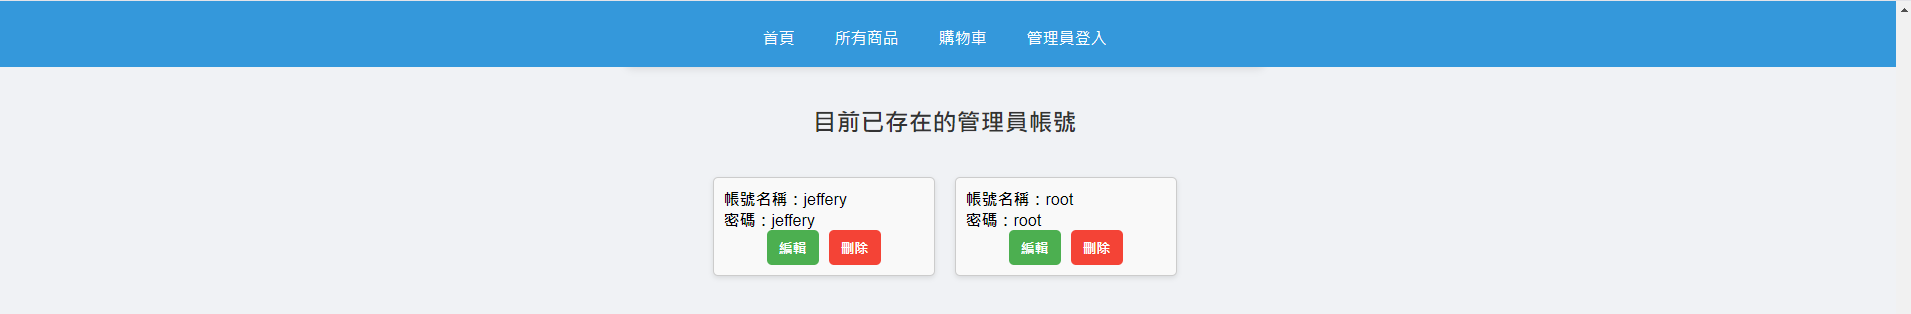 首頁 所有商品 購物車 管理員登入
目前已存在的管理員帳號
帳號名稱：jeffery
密碼：jeffery
編輯 刪除
帳號名稱：root
密碼：root
編輯 刪除